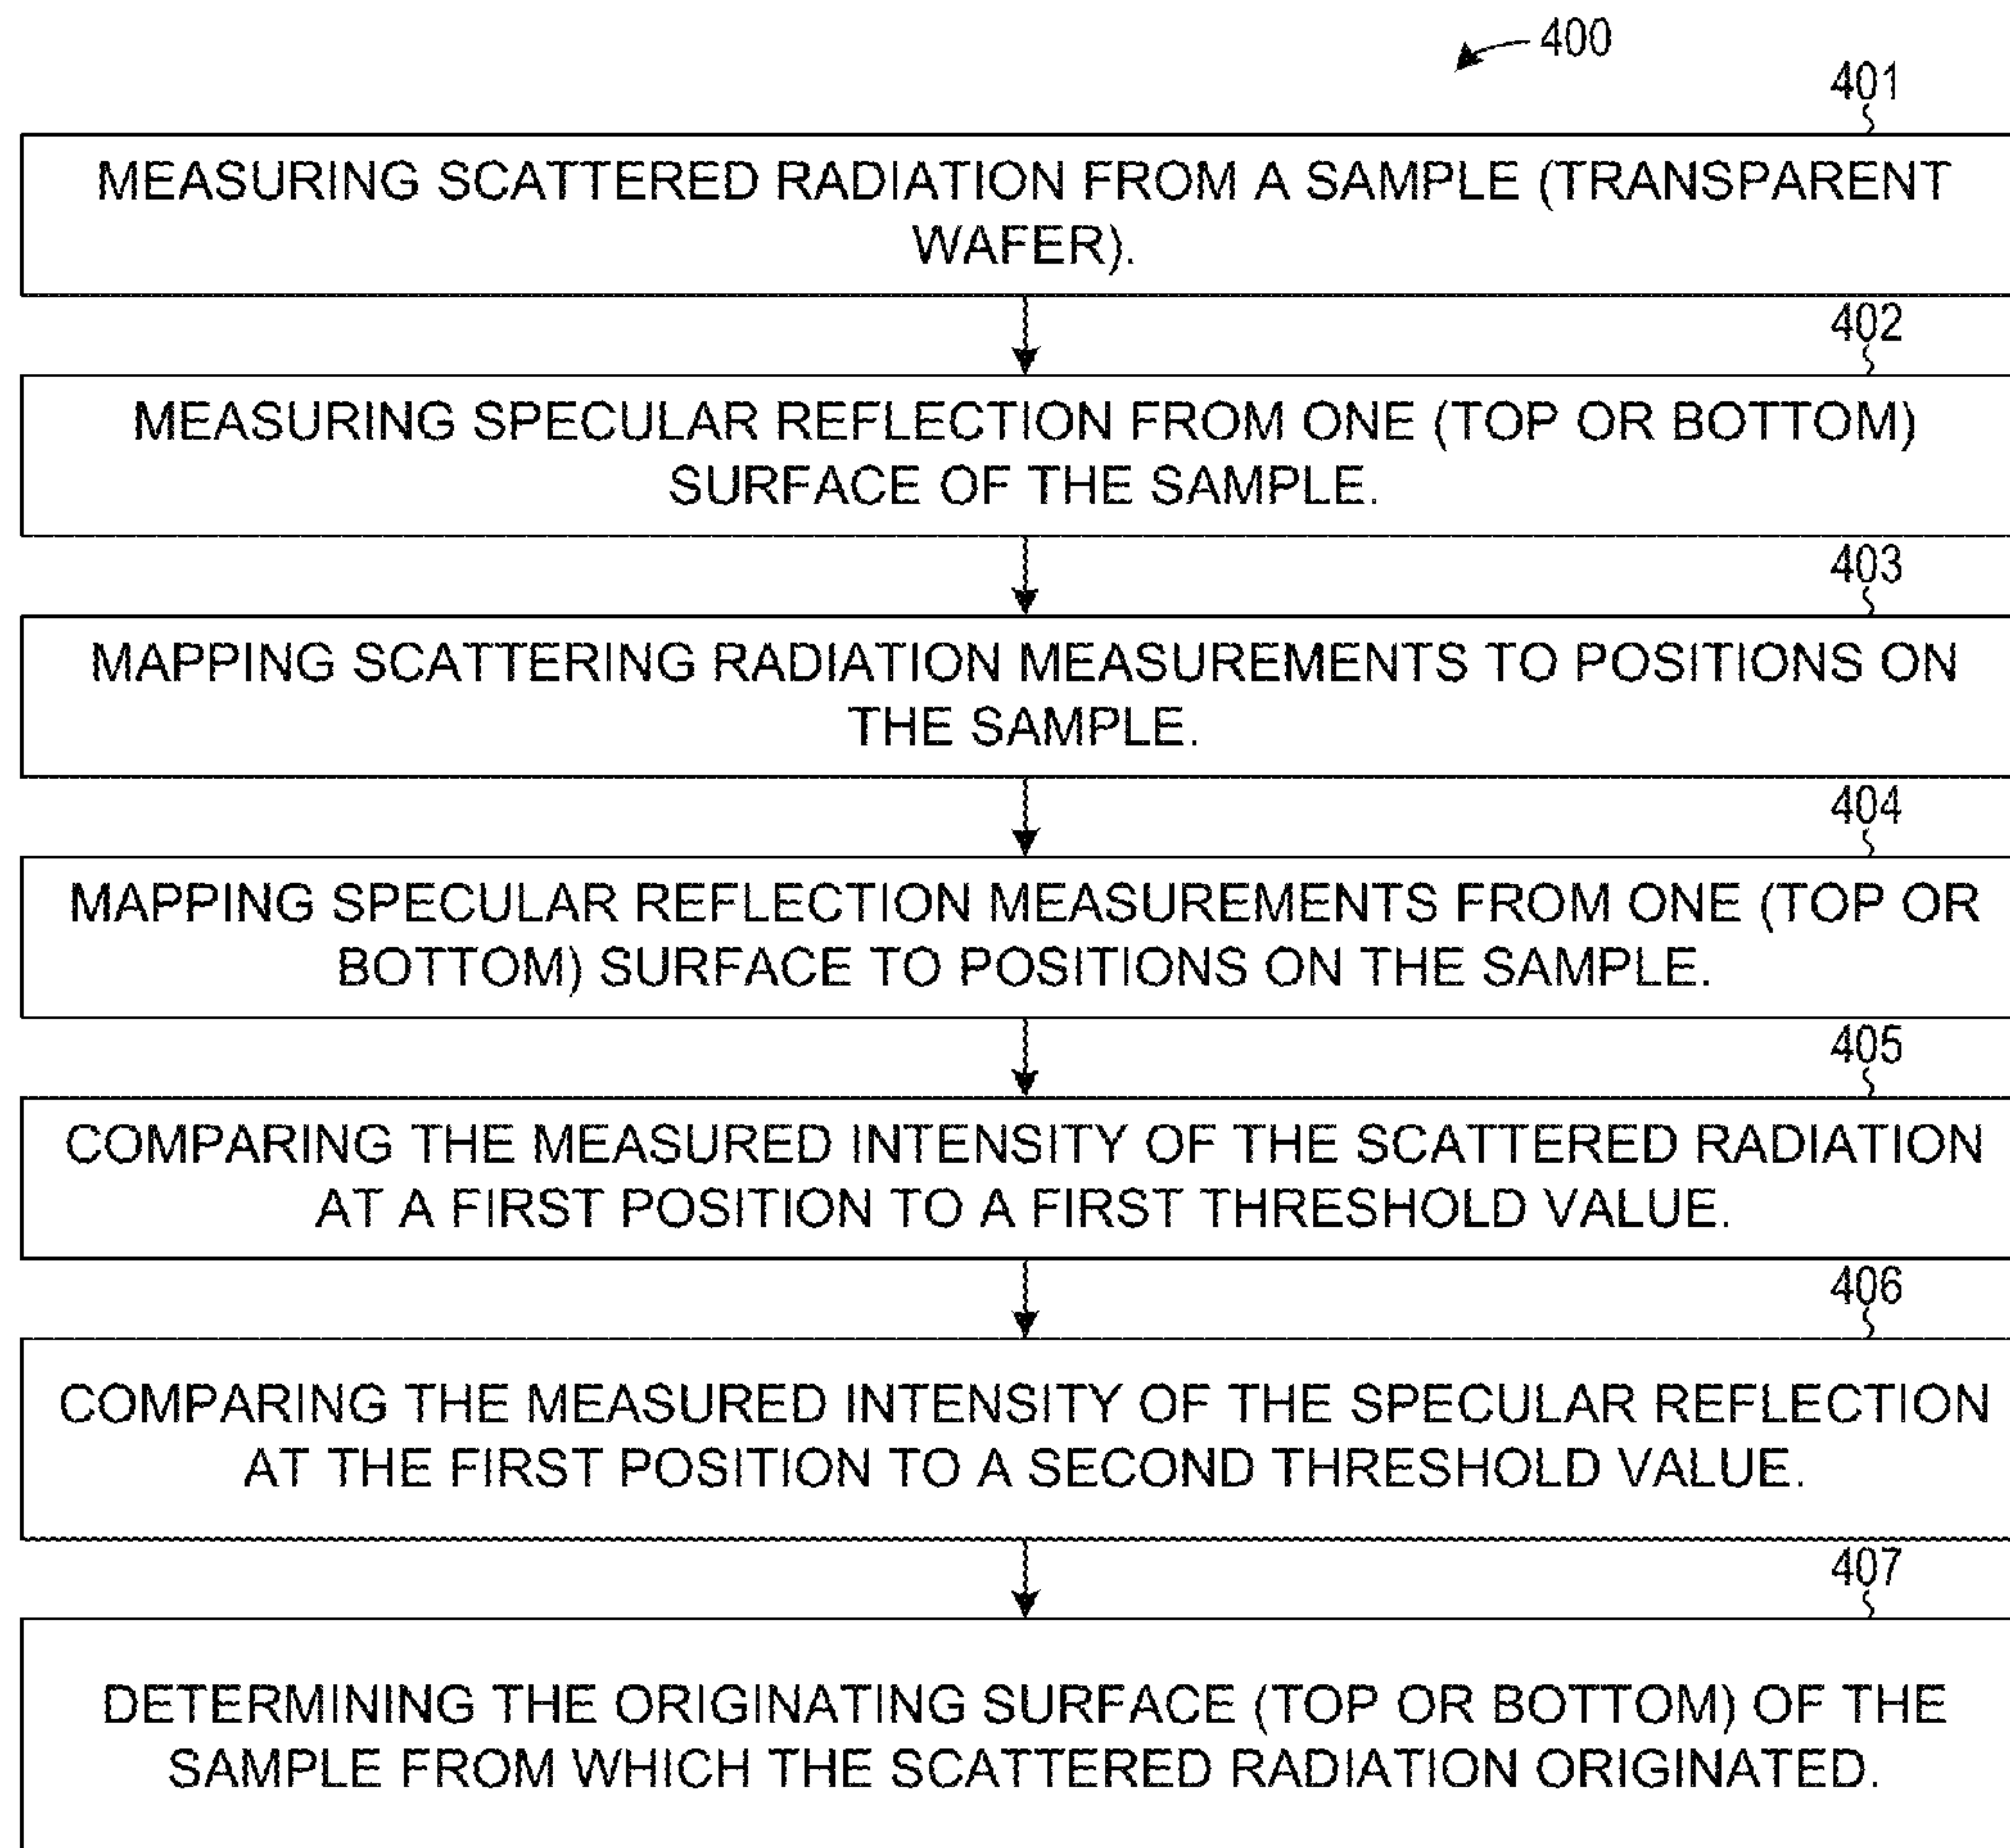 400
401
MEASURING SCATTERED RADIATION FROM A SAMPLE (TRANSPARENT
WAFER).
402
MEASURING SPECULAR REFLECTION FROM ONE (TOP OR BOTTOM)
SURFACE OF THE SAMPLE.
403
MAPPING SCATTERING RADIATION MEASUREMENTS TO POSITIONS ON
THE SAMPLE.
404
MAPPING SPECULAR REFLECTION MEASUREMENTS FROM ONE (TOP OR
BOTTOM) SURFACE TO POSITIONS ON THE SAMPLE.
405
COMPARING THE MEASURED INTENSITY OF THE SCATTERED RADIATION
AT A FIRST POSITION TO A FIRST THRESHOLD VALUE.
406
COMPARING THE MEASURED INTENSITY OF THE SPECULAR REFLECTION
AT THE FIRST POSITION TO A SECOND THRESHOLD VALUE.
407
DETERMINING THE ORIGINATING SURFACE (TOP OR BOTTOM) OF THE
SAMPLE FROM WHICH THE SCATTERED RADIATION ORIGINATED.